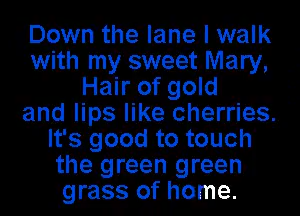 Down the lane I walk
with my sweet Mary,
Hair of gold
and lips like cherries.
It's good to touch
the green green
grass of home.